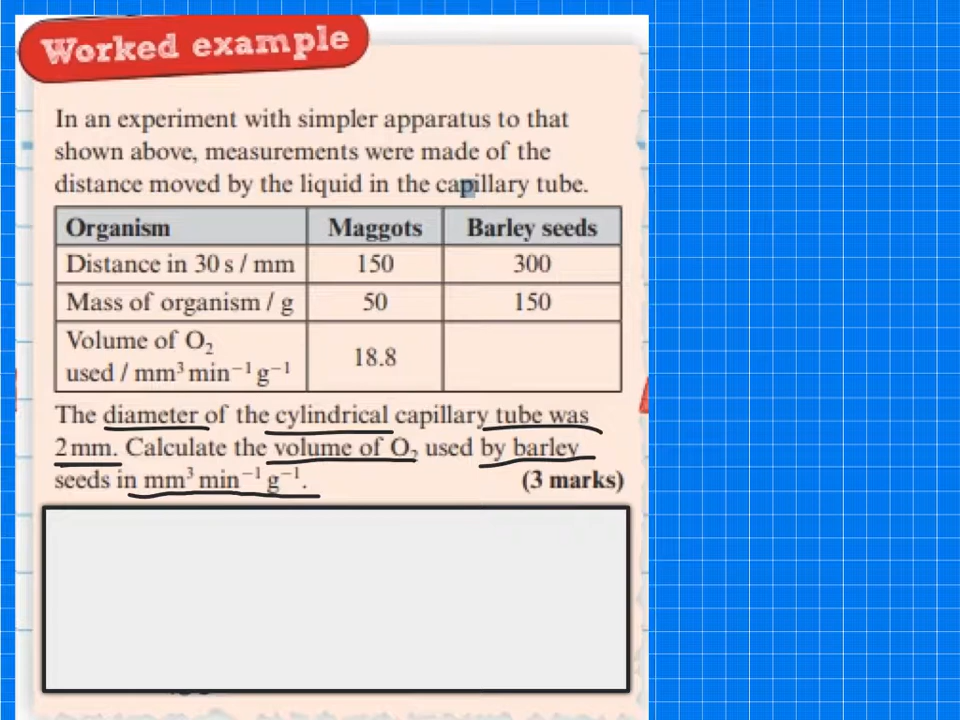 Worked example
In an experiment with simpler apparatus to that
shown above, measurements were made of the
distance moved by the liquid in the capillary tube.
Organism Maggots Barley seeds
Distance in 30 s / mm 150 300
Mass of organism / g 50 150
Volume of O₂
used / mm³ min⁻¹ g⁻¹ 18.8
The diameter of the cylindrical capillary tube was
2 mm. Calculate the volume of O₂ used by barley
seeds in mm³ min⁻¹ g⁻¹. (3 marks)